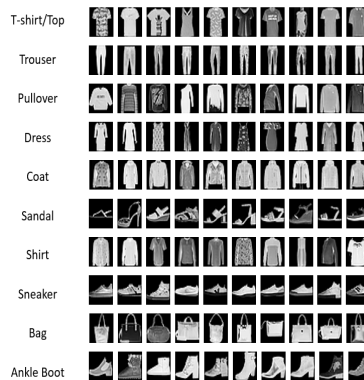 T-shirt/Top
Trouser
Pullover
Dress
Coat
Sandal
Shirt
Sneaker
Bag
Ankle Boot